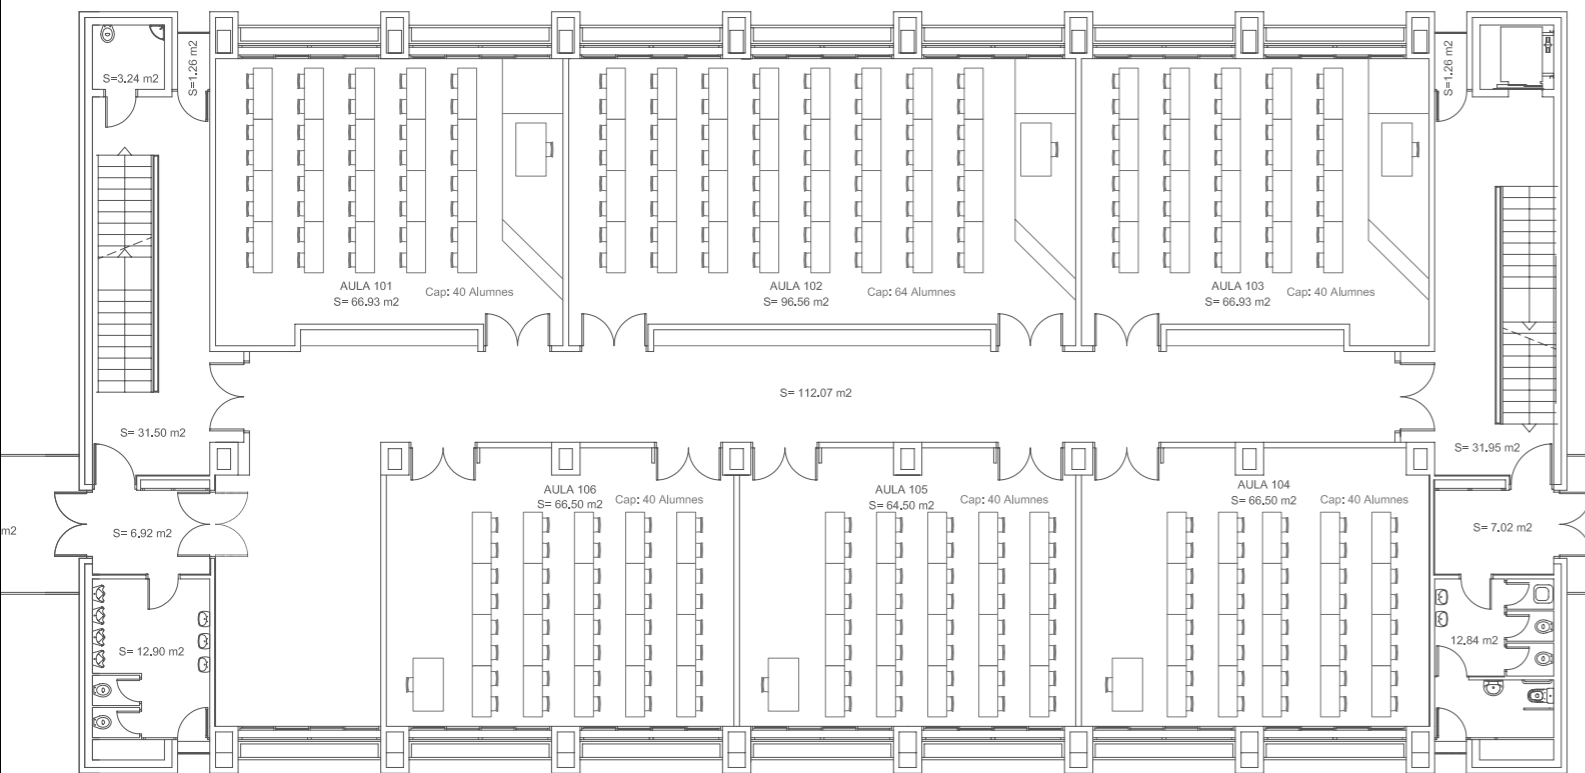 S=3.24 m2
S=1.26 m2
S=1.26 m2
AULA 101
S= 66.93 m2
Cap: 40 Alumnes
AULA 102
S= 96.56 m2
Cap: 64 Alumnes
AULA 103
S= 66.93 m2
Cap: 40 Alumnes
S= 112.07 m2
S= 31.50 m2
S= 31.95 m2
AULA 106
S= 66.50 m2
Cap: 40 Alumnes
AULA 105
S= 64.50 m2
Cap: 40 Alumnes
AULA 104
S= 66.50 m2
Cap: 40 Alumnes
m2
S= 6.92 m2
S= 7.02 m2
S= 12.90 m2
12.84 m2